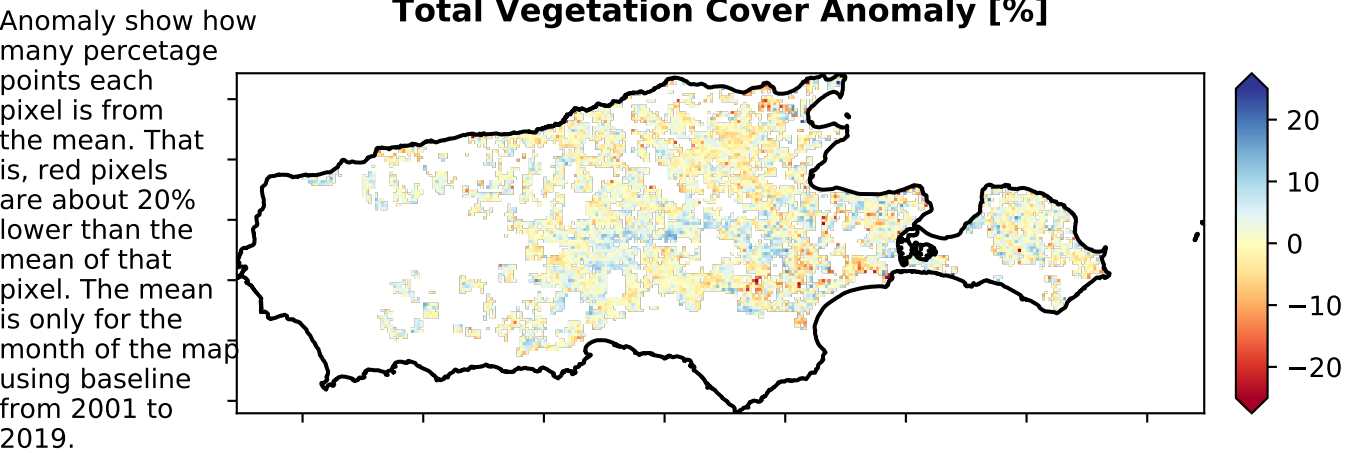 Total Vegetation Cover Anomaly [%]
Anomaly show how
many percetage
points each
pixel is from
the mean. That
is, red pixels
are about 20%
lower than the
mean of that
pixel. The mean
is only for the
month of the map
using baseline
from 2001 to
2019.
20
10
0
−10
−20